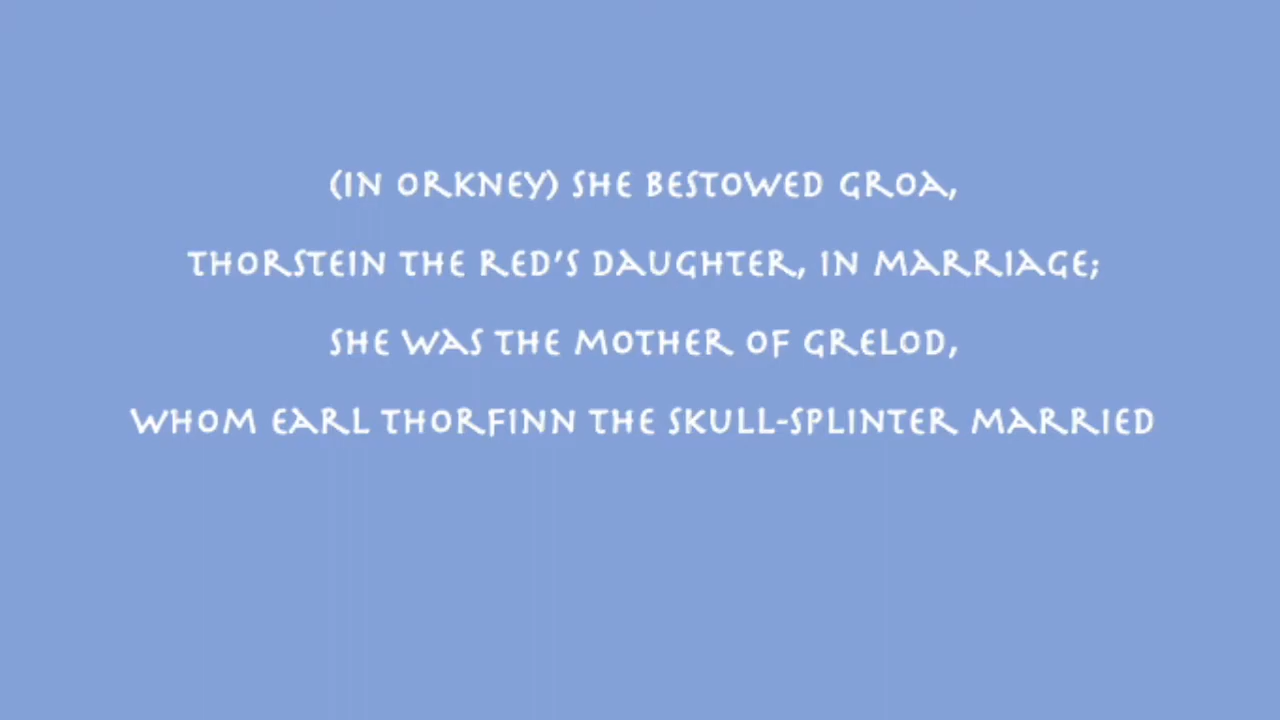 (IN ORKNEY) SHE BESTOWED GROA,
THORSTEIN THE RED'S DAUGHTER, IN MARRIAGE;
SHE WAS THE MOTHER OF GRELOD,
WHOM EARL THORFINN THE SKULL-SPLINTER MARRIED